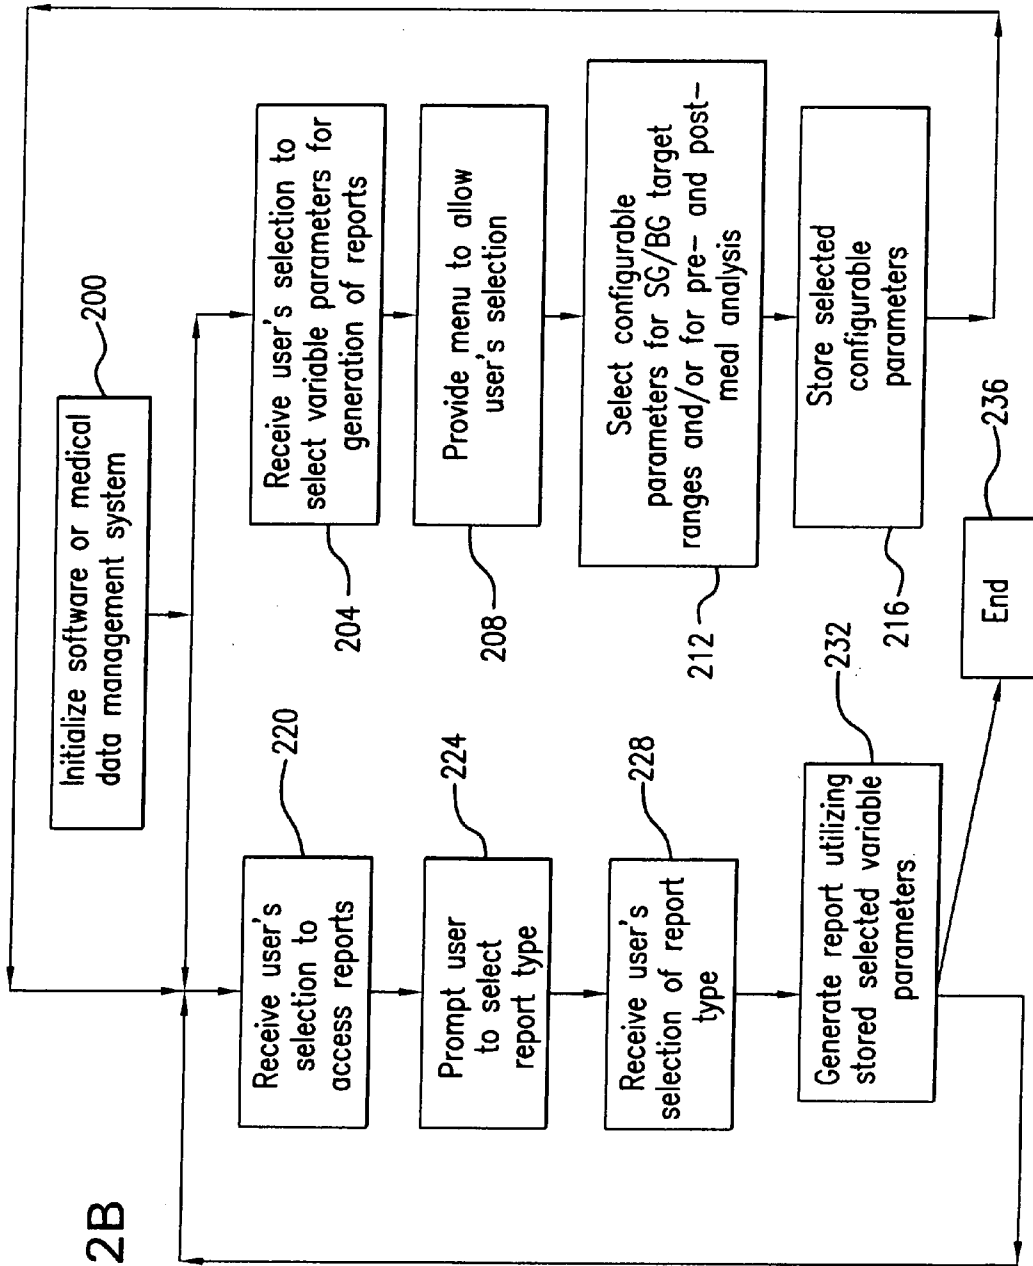 2B
Initialize software or medical
data management system
200
Receive user's
selection to
access reports
220
Prompt user
to select
report type
224
Receive user's
selection of report
type
228
Generate report utilizing
stored selected variable
parameters
232
Receive user's selection to
select variable parameters for
generation of reports
204
Provide menu to allow
user's selection
208
Select configurable
parameters for SG/BG target
ranges and/or for pre- and post-
meal analysis
212
Store selected
configurable
parameters
216
End
236